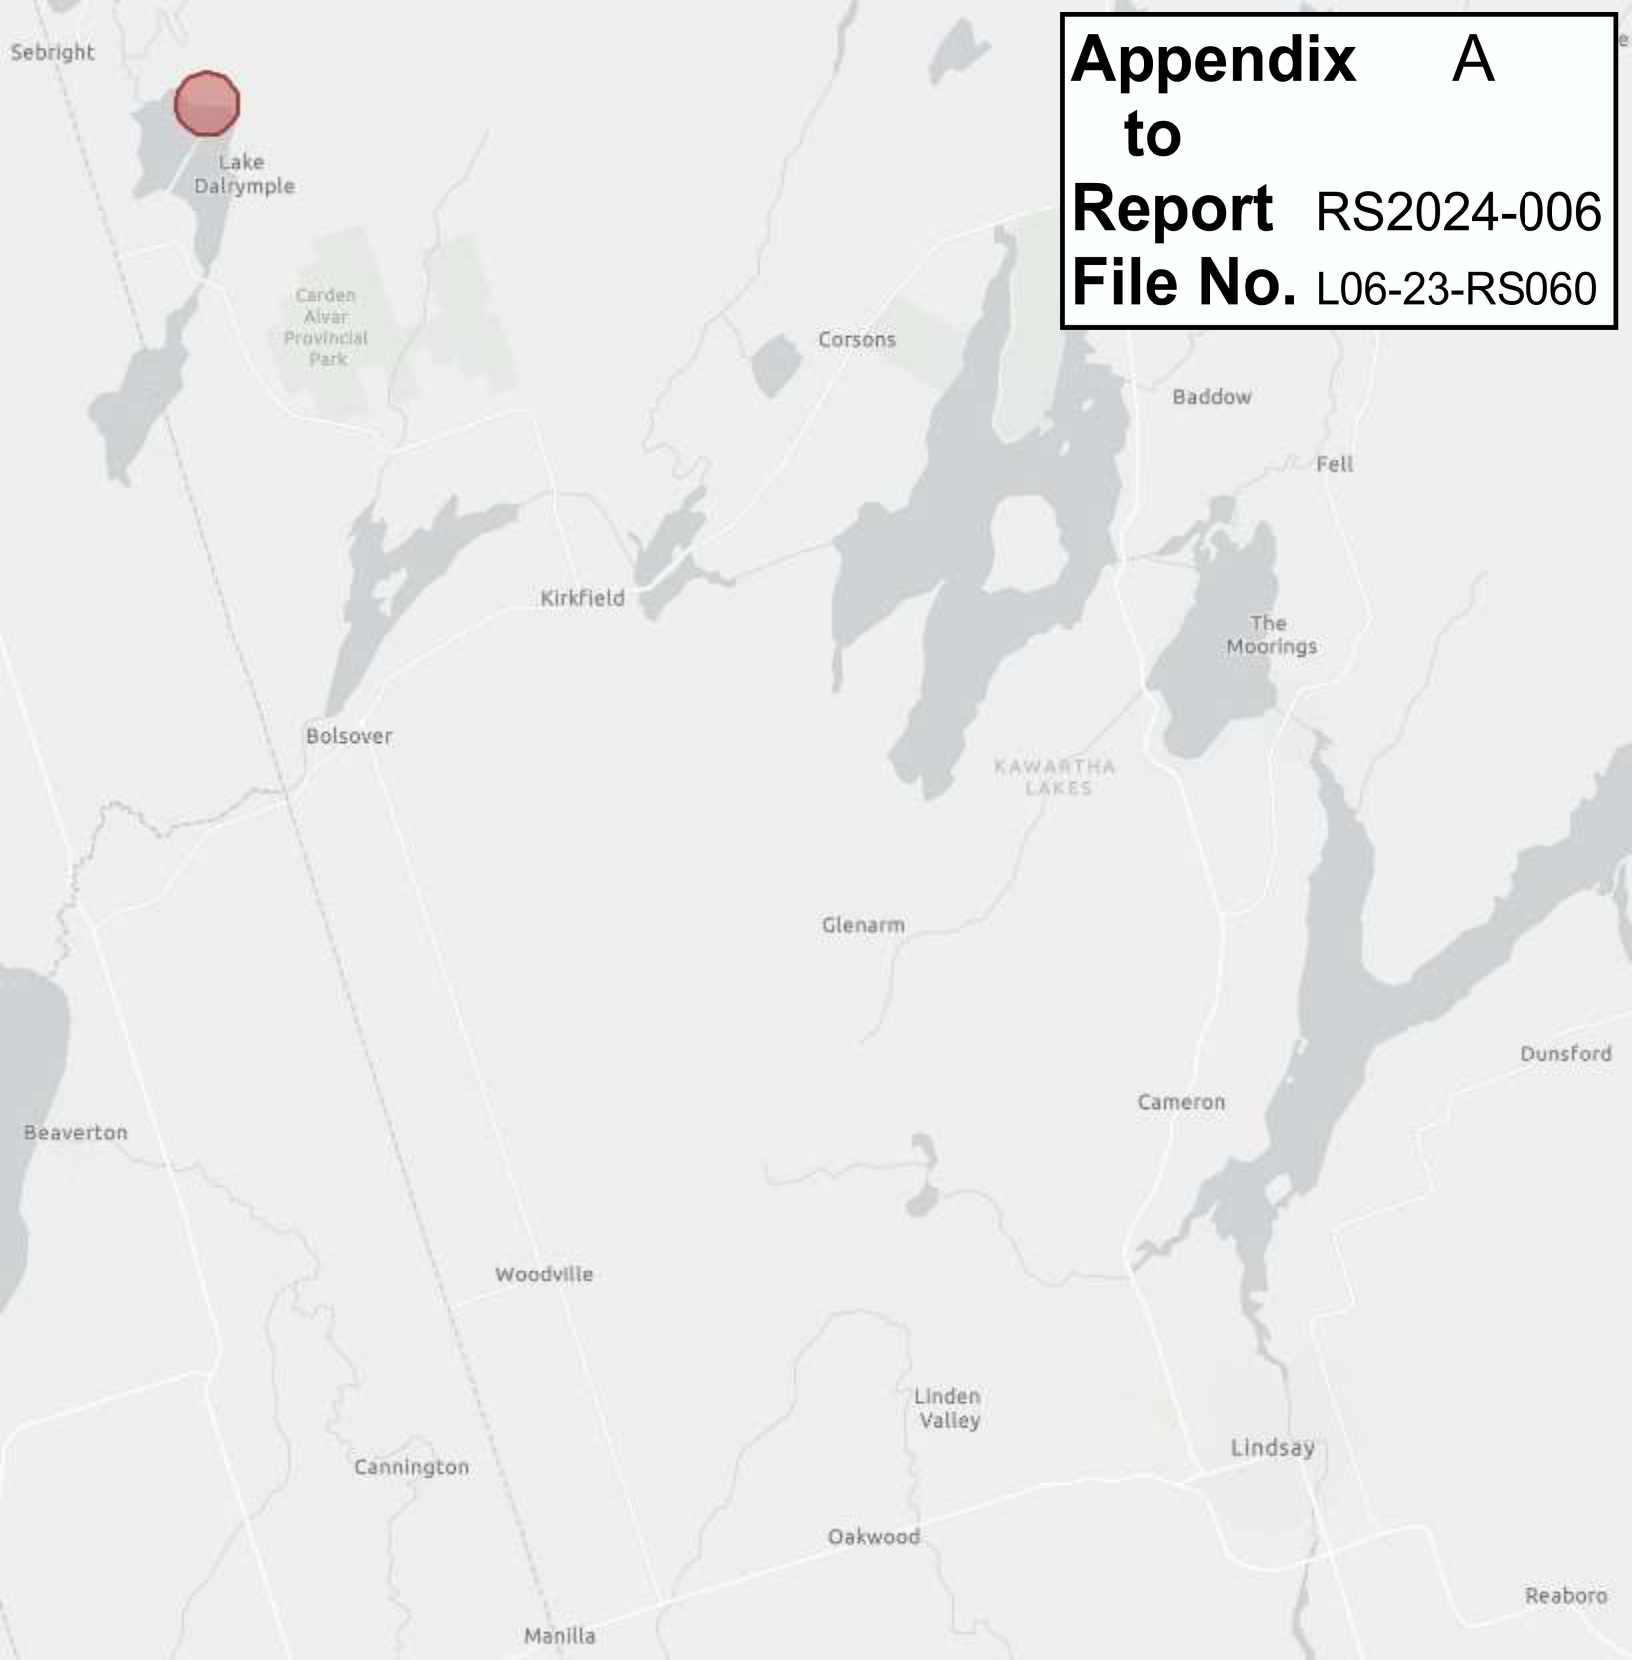 Appendix A
to
Report RS2024-006
File No. L06-23-RS060
Sebright
Lake
Dalrymple
Carden
Alvar
Provincial
Park
Corsons
Baddow
Fell
Kirkfield
The
Moorings
Bolsover
KAWARTHA
LAKES
Glenarm
Dunsford
Cameron
Beaverton
Woodville
Linden
Valley
Lindsay
Cannington
Oakwood
Reaboro
Manilla